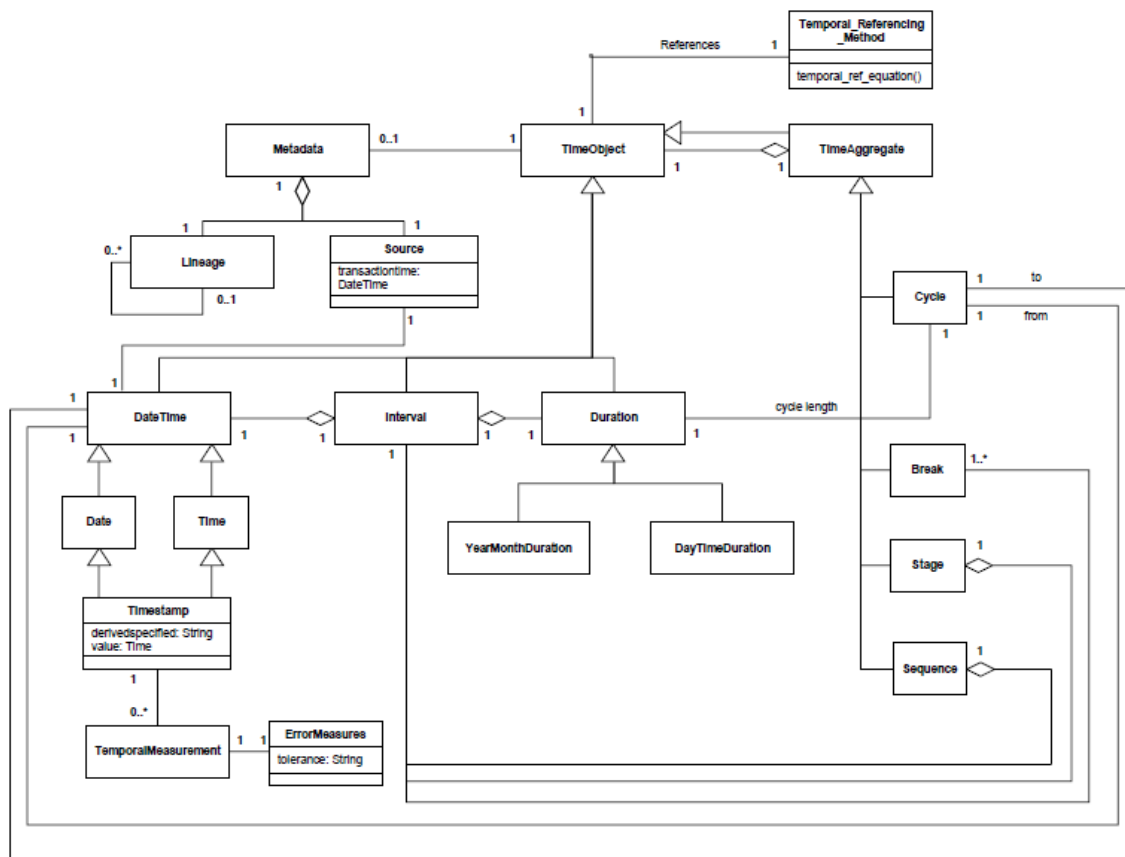 Temporal_Referencing
_Method
References
1
temporal_ref_equation()
1
Metadata
0..1
1
TimeObject
TimeAggregate
1
1
1
1
1
0..*
Lineage
Source
transactiontime:
DateTime
0..1
Cycle
1
to
1
from
1
1
1
1
DateTime
Interval
Duration
cycle length
1
1
1
1
1
1
1
1
Break
1..*
Date
Time
YearMonthDuration
DayTimeDuration
Stage
1
Timestamp
derivedspecified: String
value: Time
Sequence
1
1
0..*
TemporalMeasurement
1
1
ErrorMeasures
tolerance: String